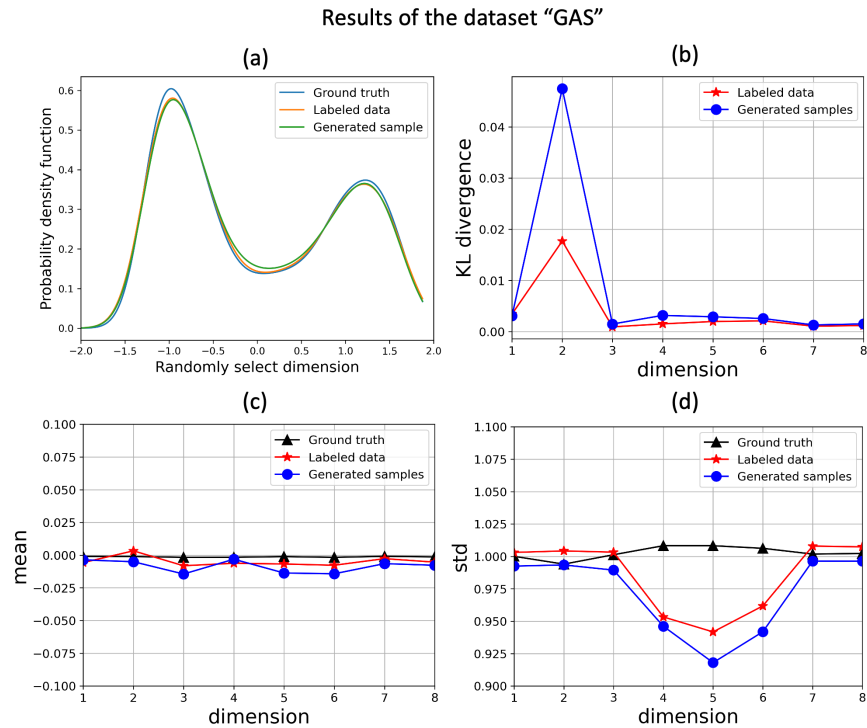 Results of the dataset “GAS”
(a)
0.6
0.5
0.4
0.3
0.2
0.1
0.0
Probability density function
Ground truth
Labeled data
Generated sample
−2.0 −1.5 −1.0 −0.5 0.0 0.5 1.0 1.5 2.0
Randomly select dimension
(b)
0.04
0.03
0.02
0.01
0.00
KL divergence
Labeled data
Generated samples
1 2 3 4 5 6 7 8
dimension
(c)
0.100
0.075
0.050
0.025
0.000
−0.025
−0.050
−0.075
−0.100
mean
Ground truth
Labeled data
Generated samples
1 2 3 4 5 6 7 8
dimension
(d)
1.100
1.075
1.050
1.025
1.000
0.975
0.950
0.925
0.900
std
Ground truth
Labeled data
Generated samples
1 2 3 4 5 6 7 8
dimension